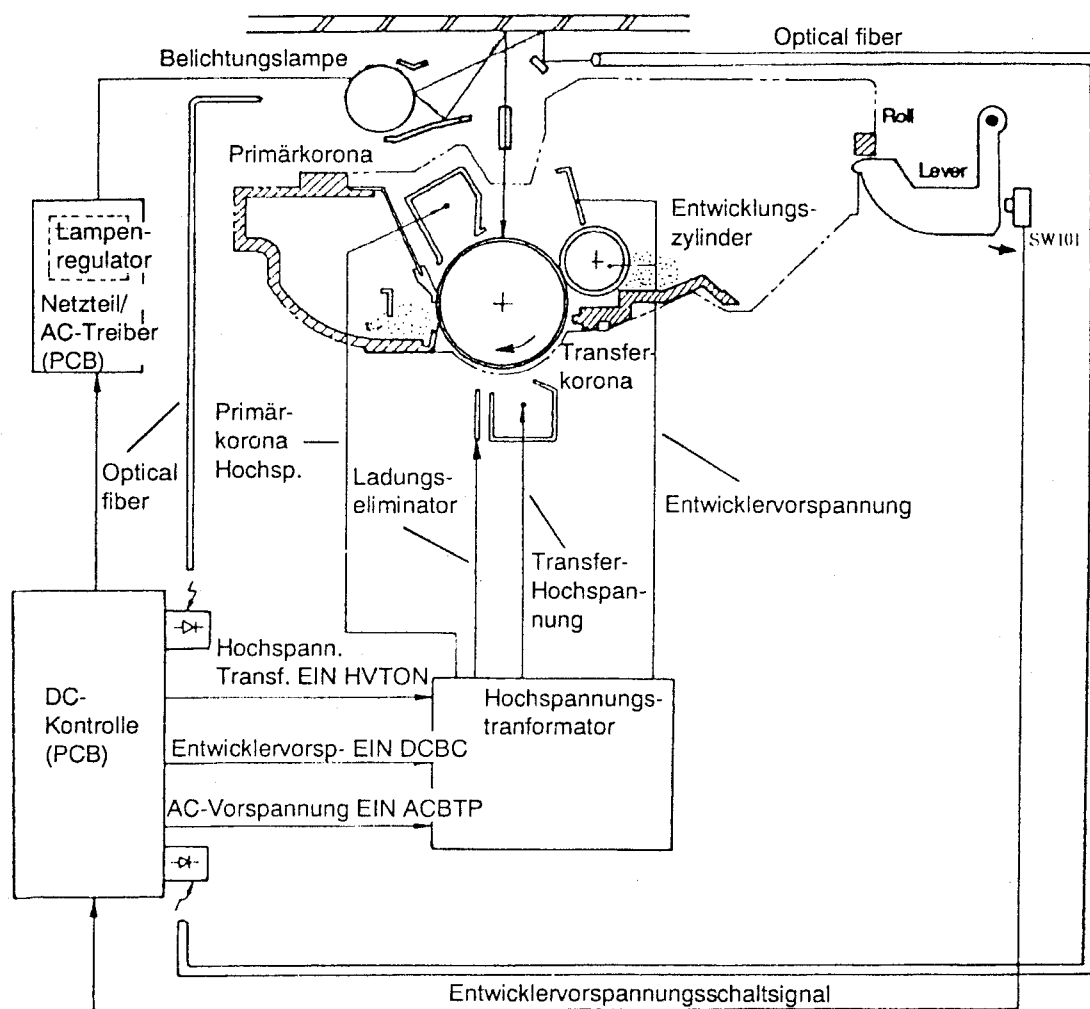 Optical fiber
Belichtungslampe
Roll
Primärkorona
Lever
Entwicklungs-
zylinder
SW101
Lampen-
regulator
Netzteil/
AC-Treiber
(PCB)
Transfer-
korona
Primär-
korona
Hochsp.
Optical
fiber
Ladungs-
eliminator
Entwicklervorspannung
Transfer-
Hochspan-
nung
Hochspann.
Transf. EIN HVTON
Hochspannungs-
tranformator
DC-
Kontrolle
(PCB)
Entwicklervorsp- EIN DCBC
AC-Vorspannung EIN ACBTP
Entwicklervorspannungsschaltsignal